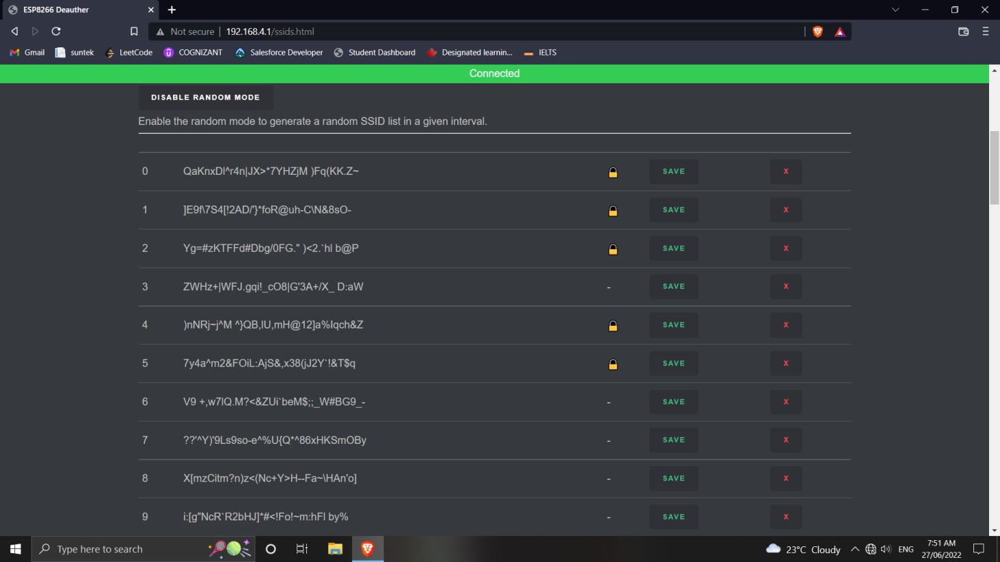 ESP8266 Deauther
Not secure | 192.168.4.1/ssids.html
Gmail suntek LeetCode COGNIZANT Salesforce Developer Student Dashboard Designated learnin... IELTS
Connected
DISABLE RANDOM MODE
Enable the random mode to generate a random SSID list in a given interval.
0 QaKnxDl^r4n|JX>*7YHZjM )Fq(KK.Z~ SAVE X
1 ]E9f\7S4[!2AD/'}*foR@uh-C\N&8sO- SAVE X
2 Yg=#zKTFFd#Dbg/0FG." )<2.`hl b@P SAVE X
3 ZWHz+|WFJ.gqi!_cO8|G'3A+/X_ D:aW - SAVE X
4 )nNRj~j^M ^}QB,lU,mH@12]a%Iqch&Z SAVE X
5 7y4a^m2&FOiL:AjS&,x38(jJ2Y`!&T$q SAVE X
6 V9 +,w7lQ.M?<&ZUi`beM$;;_W#BG9_- - SAVE X
7 ??'^Y)'9Ls9so-e^%U{Q*^86xHKSmOBy - SAVE X
8 X[mzCitm?n)z<(Nc+Y>H--Fa~\HAn'o] - SAVE X
9 i:[g"NcR`R2bHJ]*#<!Fo!~m:hFl by% - SAVE X
Type here to search 23°C Cloudy ENG 7:51 AM
27/06/2022